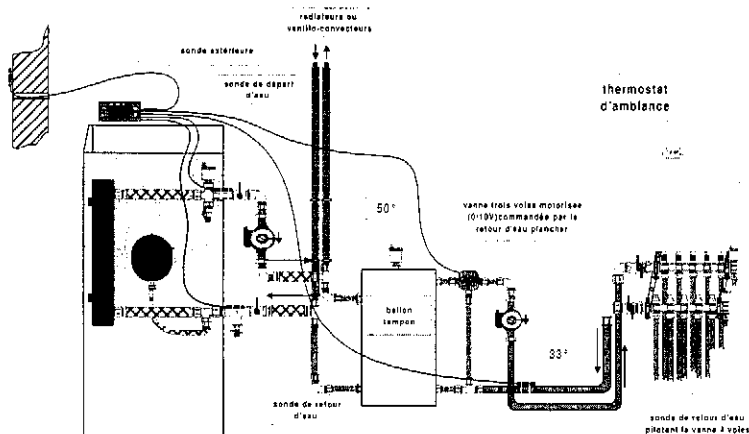 radiateurs ou
ventilo-convecteurs
sonde extérieure
sonde de départ
d'eau
thermostat
d'ambiance
50°
vanne trois voies motorisée
(0-10V)commandée par le
retour d'eau plancher
ballon
tampon
33°
sonde de retour
d'eau
sonde de retour d'eau
pilotant la vanne 3 voies